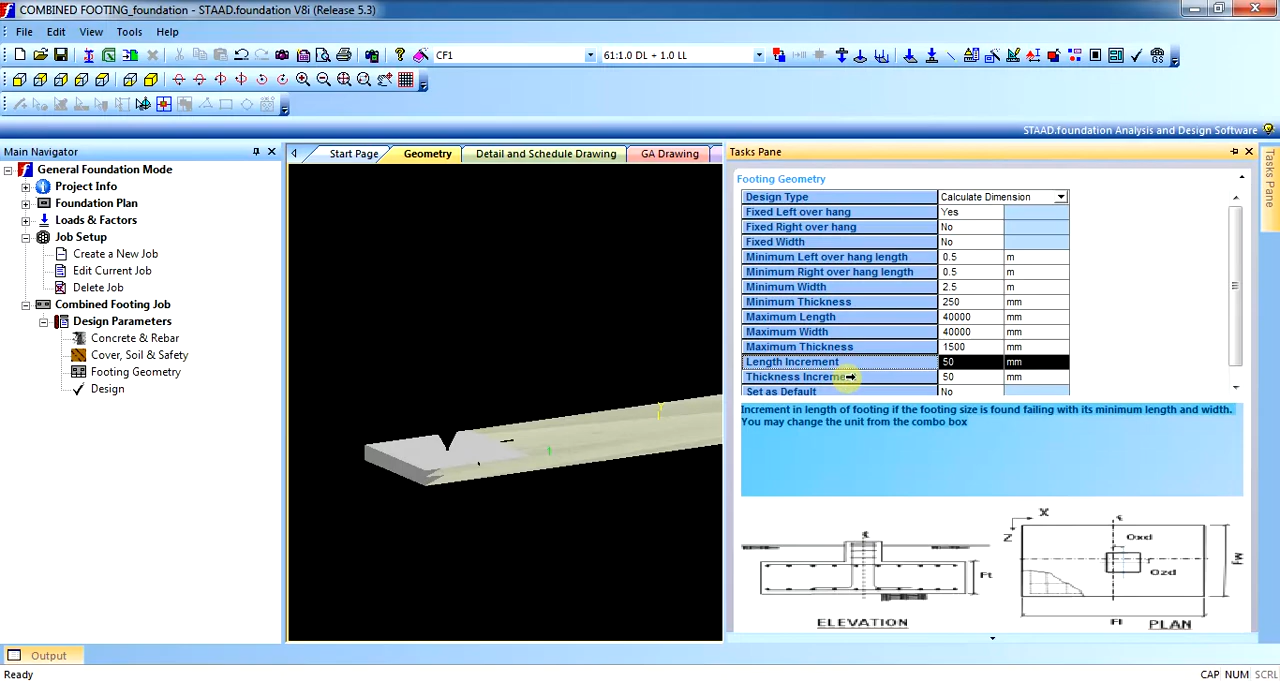 COMBINED FOOTING_foundation - STAAD.foundation V8i (Release 5.3)
File Edit View Tools Help
CF1
61:1.0 DL + 1.0 LL
STAAD.foundation Analysis and Design Software
Main Navigator
General Foundation Mode
Project Info
Foundation Plan
Loads & Factors
Job Setup
Create a New Job
Edit Current Job
Delete Job
Combined Footing Job
Design Parameters
Concrete & Rebar
Cover, Soil & Safety
Footing Geometry
Design
Start Page Geometry Detail and Schedule Drawing GA Drawing
Tasks Pane
Tasks Pane
Footing Geometry
Design Type Calculate Dimension
Fixed Left over hang Yes
Fixed Right over hang No
Fixed Width No
Minimum Left over hang length 0.5 m
Minimum Right over hang length 0.5 m
Minimum Width 2.5 m
Minimum Thickness 250 mm
Maximum Length 40000 mm
Maximum Width 40000 mm
Maximum Thickness 1500 mm
Length Increment 50 mm
Thickness Increment 50 mm
Set as Default No
Increment in length of footing if the footing size is found failing with its minimum length and width.
You may change the unit from the combo box
Ft
ELEVATION
X
Z
Oxd
Ozd
Fl
PLAN
Output
Ready
CAP NUM SCRL